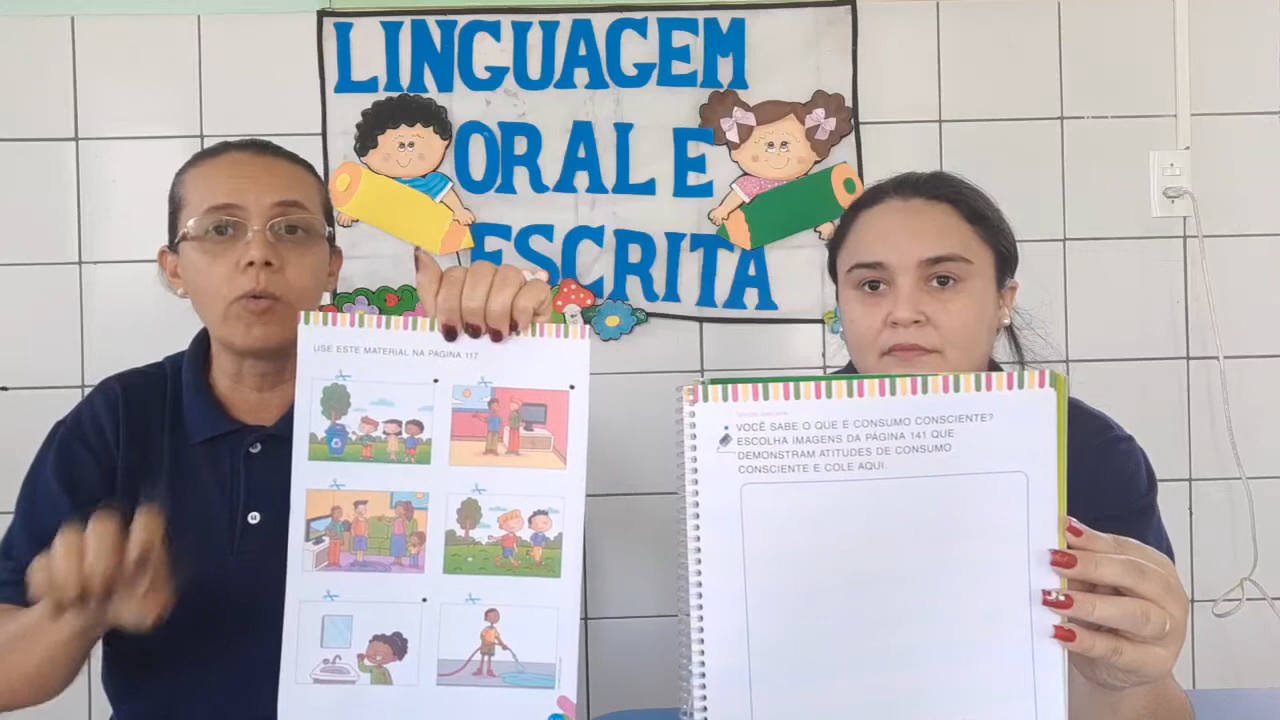 LINGUAGEM
ORAL E
ESCRITA
USE ESTE MATERIAL NA PÁGINA 117
VOCÊ SABE O QUE É CONSUMO CONSCIENTE?
ESCOLHA IMAGENS DA PÁGINA 141 QUE
DEMONSTRAM ATITUDES DE CONSUMO
CONSCIENTE E COLE AQUI.